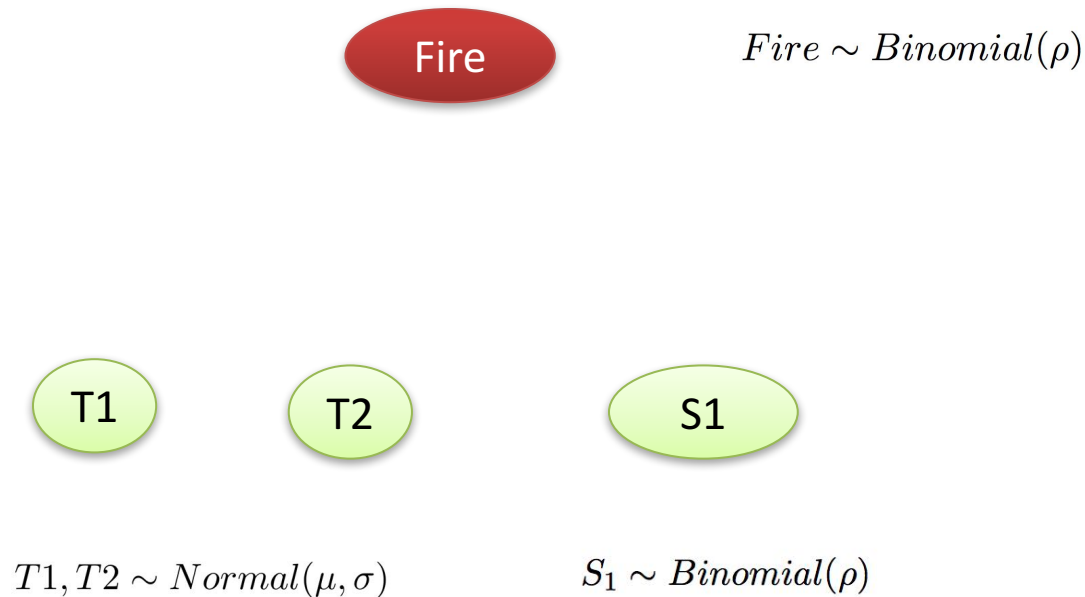 Fire
Fire ∼ Binomial(ρ)
T1
T2
S1
T1, T2 ∼ Normal(μ, σ)
S₁ ∼ Binomial(ρ)